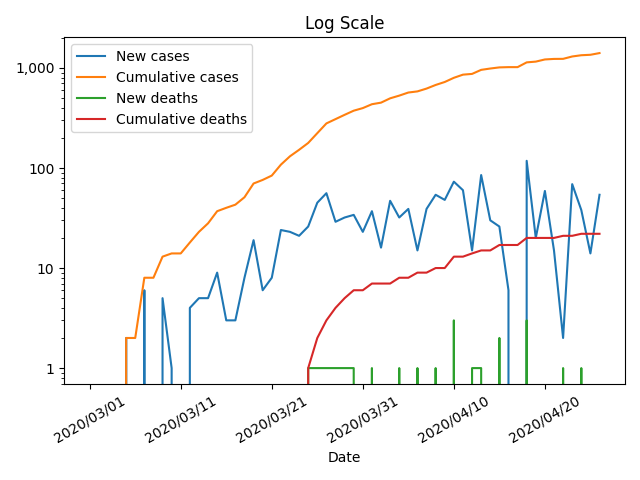 Log Scale
New cases
Cumulative cases
New deaths
Cumulative deaths
1,000
100
10
1
2020/03/01 2020/03/11 2020/03/21 2020/03/31 2020/04/10 2020/04/20
Date